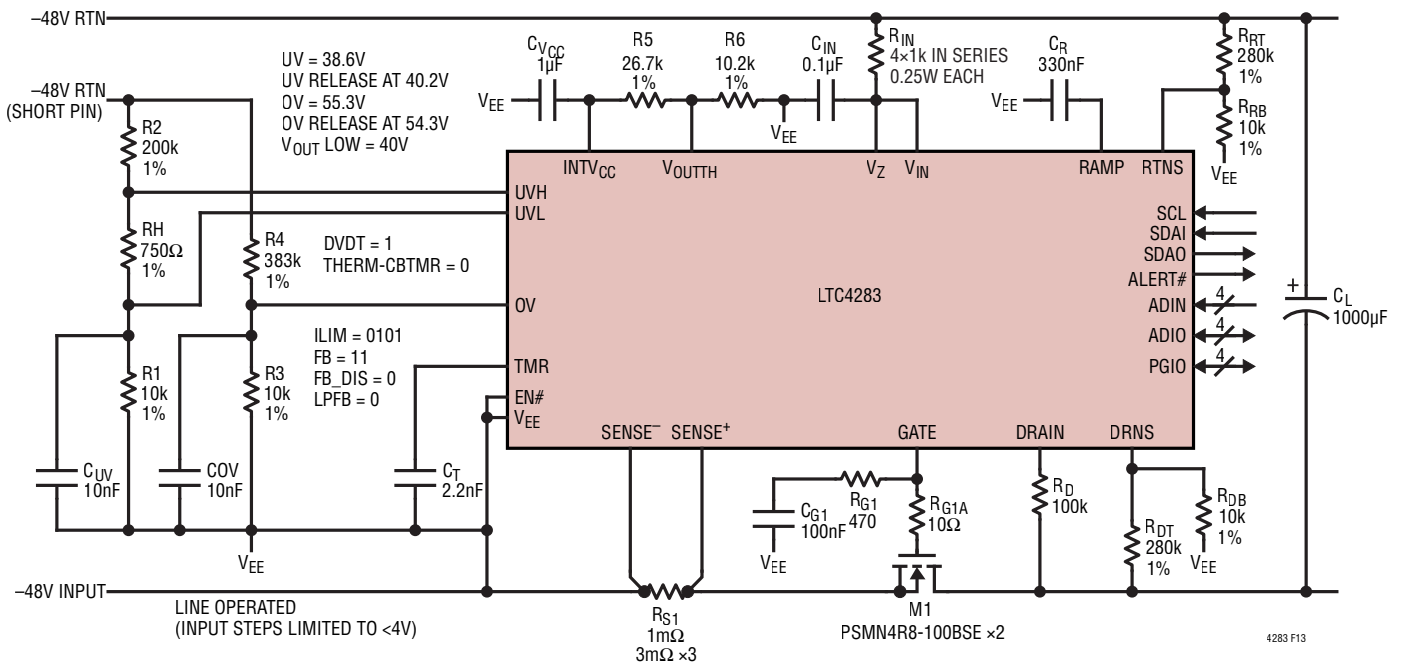 –48V RTN
–48V RTN
(SHORT PIN)
UV = 38.6V
UV RELEASE AT 40.2V
OV = 55.3V
OV RELEASE AT 54.3V
VOUT LOW = 40V
CVCC
1µF
VEE
R5
26.7k
1%
R6
10.2k
1%
VEE
CIN
0.1µF
RIN
4×1k IN SERIES
0.25W EACH
CR
330nF
VEE
RRT
280k
1%
RRB
10k
1%
VEE
R2
200k
1%
RH
750Ω
1%
R4
383k
1%
DVDT = 1
THERM-CBTMR = 0
ILIM = 0101
FB = 11
FB_DIS = 0
LPFB = 0
R1
10k
1%
R3
10k
1%
CUV
10nF
COV
10nF
CT
2.2nF
VEE
INTVCC
VOUTTH
VZ
VIN
RAMP
RTNS
UVH
UVL
OV
TMR
EN#
VEE
LTC4283
SCL
SDAI
SDAO
ALERT#
ADIN
ADIO
PGIO
4
4
4
SENSE–
SENSE+
GATE
DRAIN
DRNS
+
CL
1000µF
RG1
470
CG1
100nF
VEE
RG1A
10Ω
RD
100k
RDT
280k
1%
RDB
10k
1%
VEE
–48V INPUT
LINE OPERATED
(INPUT STEPS LIMITED TO <4V)
RS1
1mΩ
3mΩ ×3
M1
PSMN4R8-100BSE ×2
4283 F13